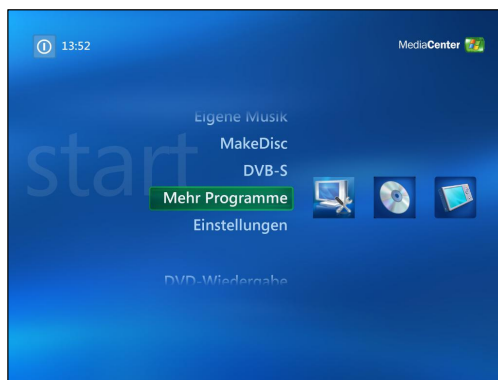 13:52
MediaCenter
start
Eigene Musik
MakeDisc
DVB-S
Mehr Programme
Einstellungen
DVD-Wiedergabe